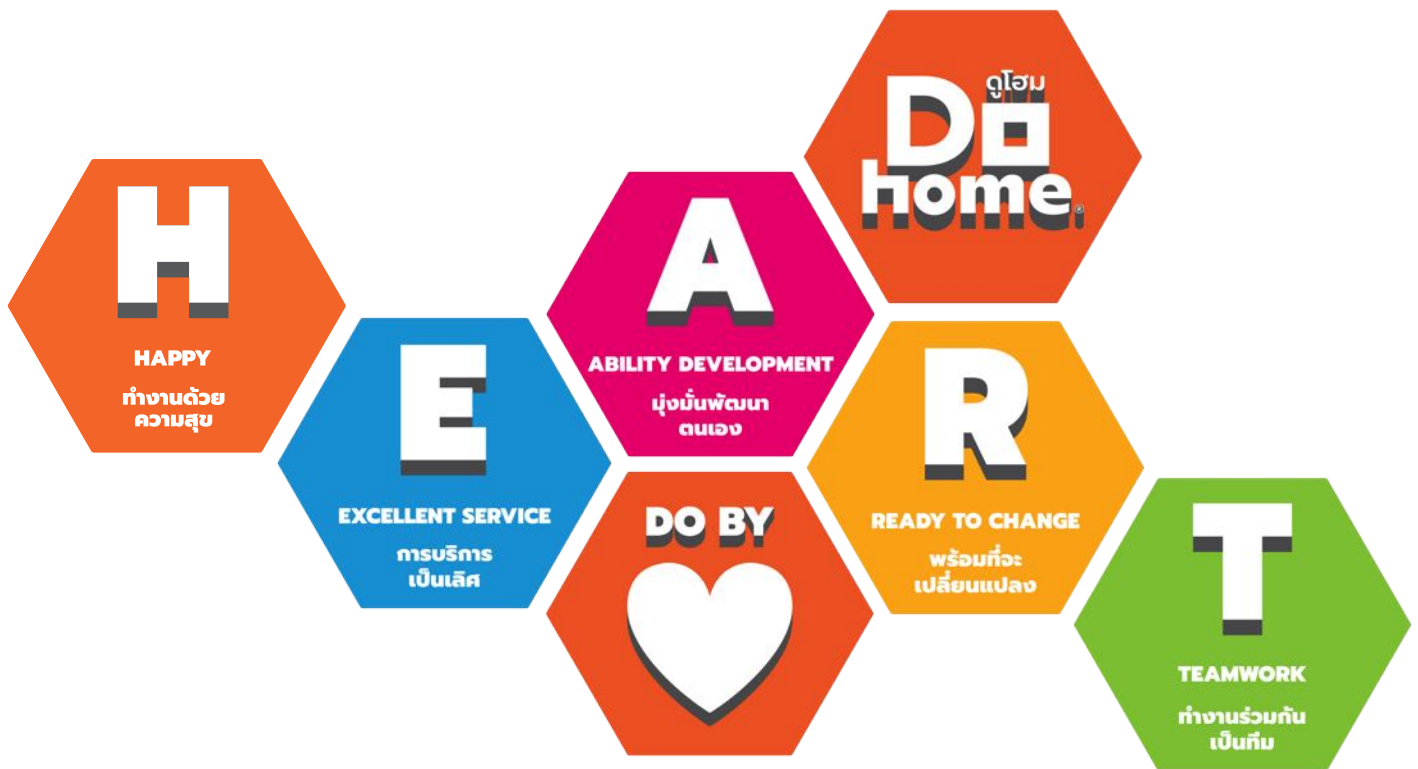 H
HAPPY
ทำงานด้วย
ความสุข
E
EXCELLENT SERVICE
การบริการ
เป็นเลิศ
A
ABILITY DEVELOPMENT
มุ่งมั่นพัฒนา
ตนเอง
DO BY
ดูโฮม
Do
home®
R
READY TO CHANGE
พร้อมที่จะ
เปลี่ยนแปลง
T
TEAMWORK
ทำงานร่วมกัน
เป็นทีม